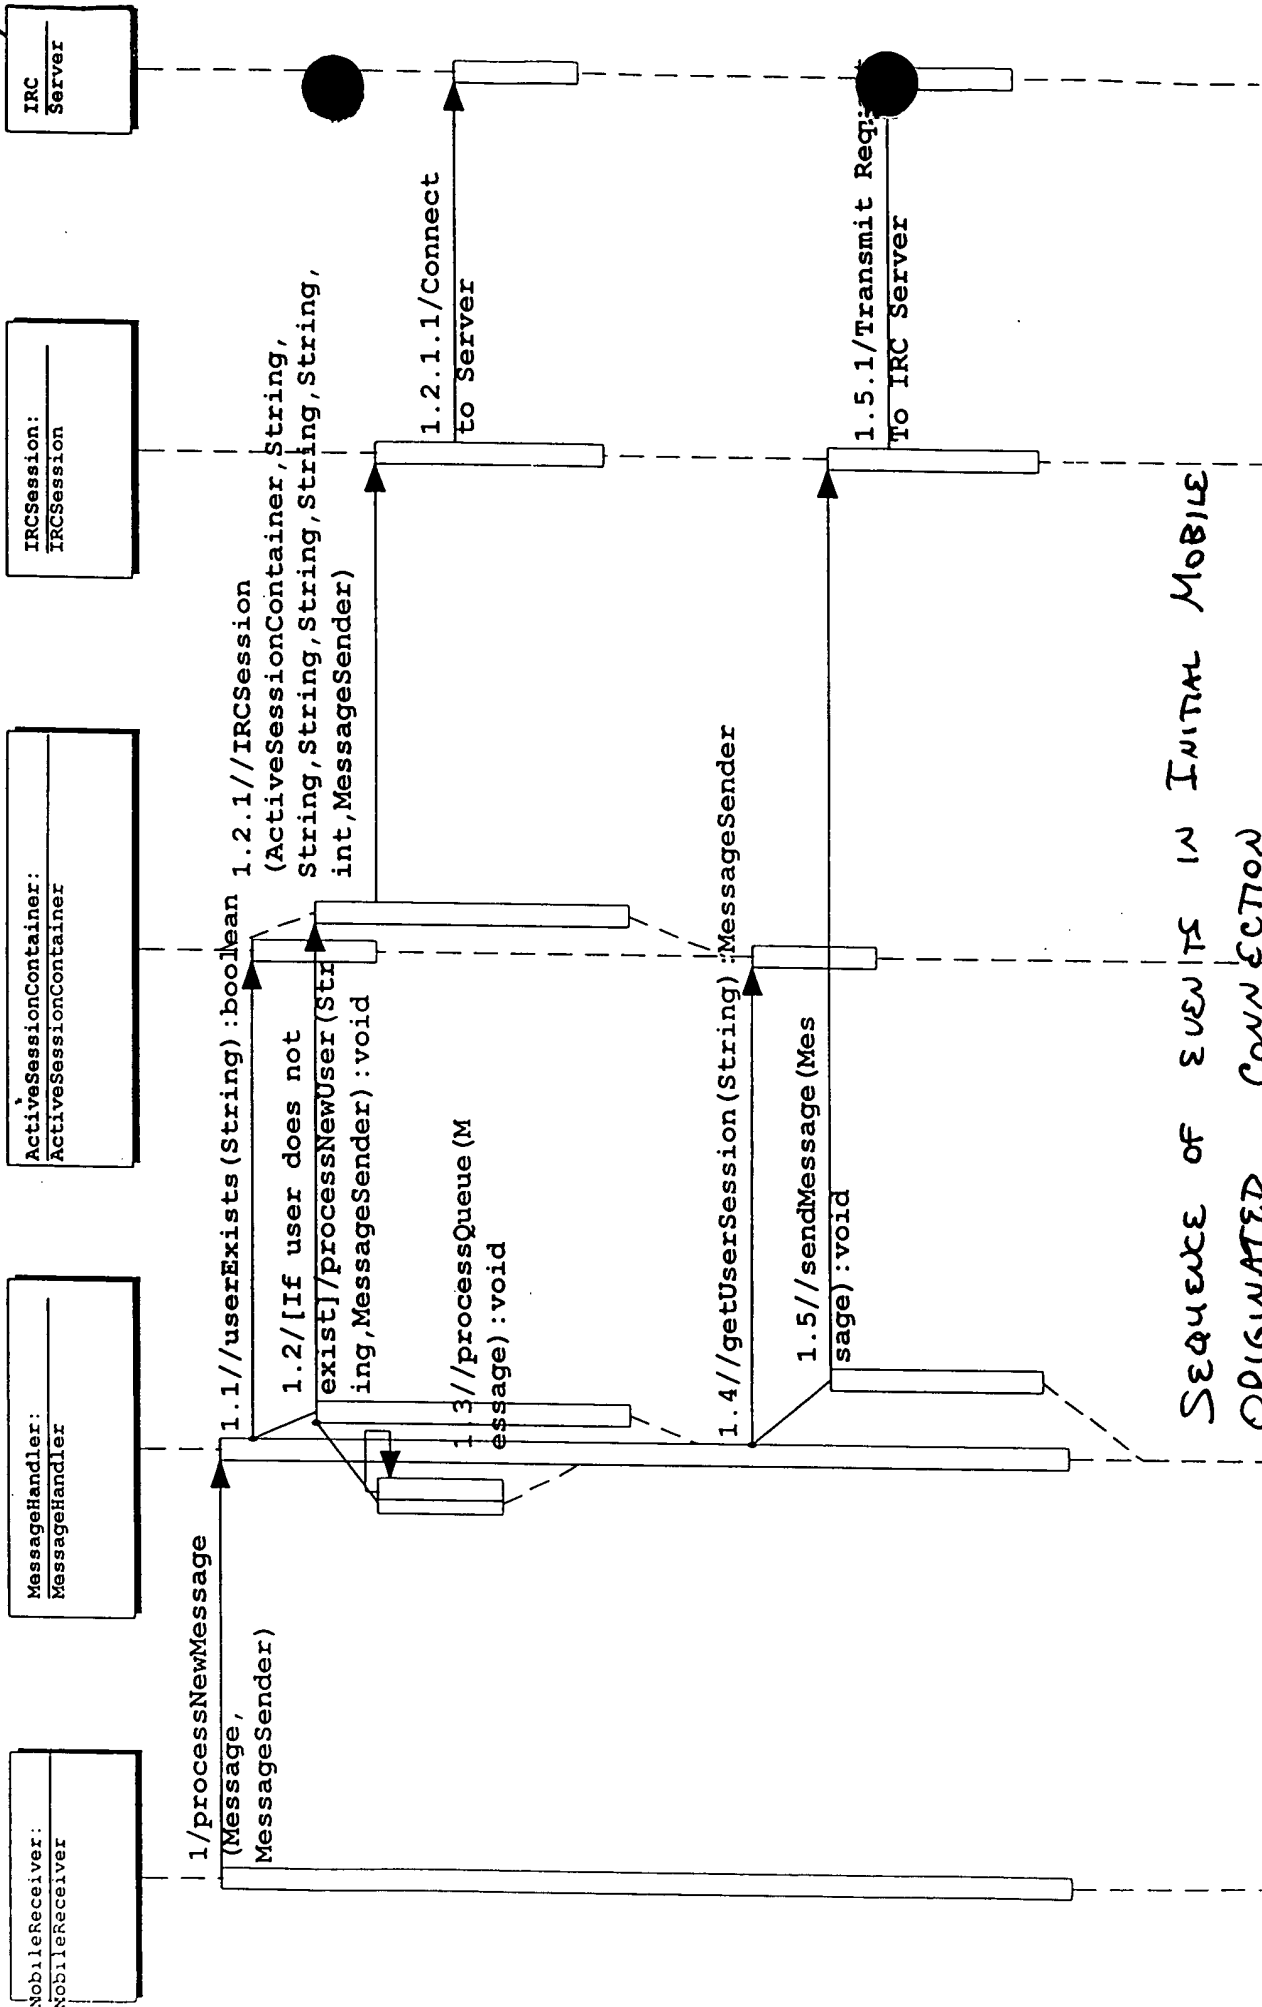 NobileReceiver:
NobileReceiver
MessageHandler:
MessageHandler
ActiveSessionContainer:
ActiveSessionContainer
IRCSession:
IRCSession
IRC
Server
1/processNewMessage
(Message,
MessageSender)
1.1//userExists(String):boolean
1.2/[If user does not
exist]/processNewUser(Str
ing,MessageSender):void
1.2.1//IRCSession
(ActiveSessionContainer,String,
String,String,String,String,String,
int,MessageSender)
1.2.1.1/Connect
to Server
1.3//processQueue(M
essage):void
1.4//getUserSession(String):MessageSender
1.5//sendMessage(Mes
sage):void
1.5.1/Transmit
To IRC Server
SEQUENCE OF EVENTS IN INITIAL MOBILE
ORIGINATED CONNECTION